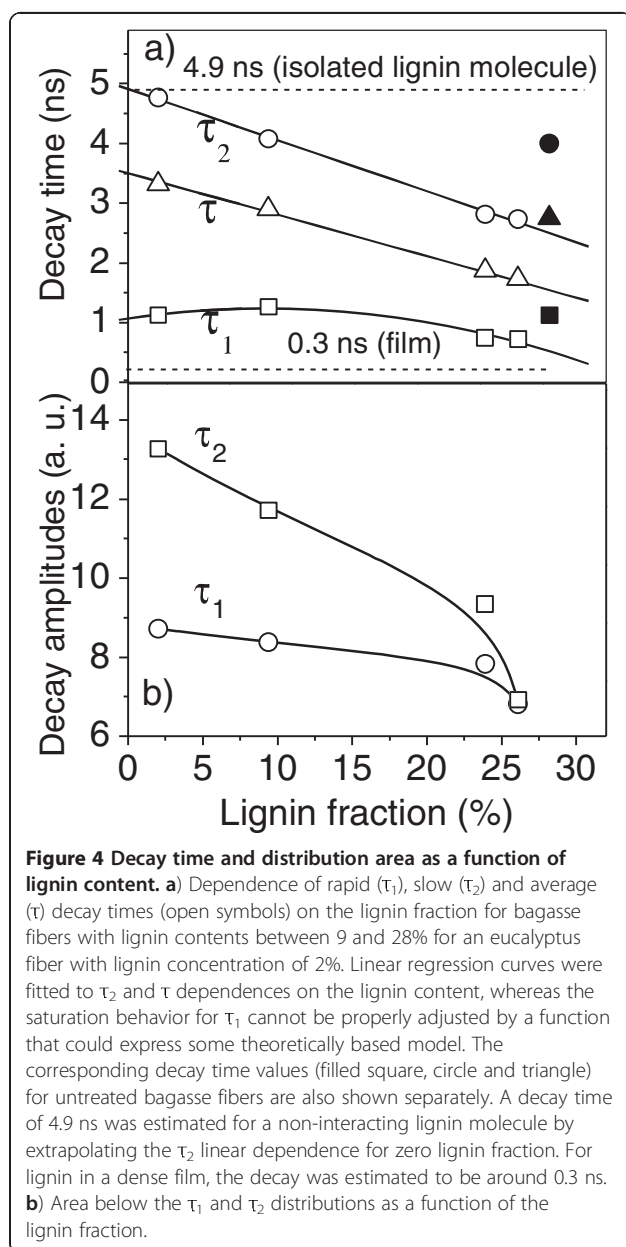 a)
4.9 ns (isolated lignin molecule)
Decay time (ns)
5
4
3
2
1
0
τ2
τ
τ1
0.3 ns (film)
Decay amplitudes (a. u.)
14
12
10
8
6
τ2
τ1
b)
0 5 10 15 20 25 30
Lignin fraction (%)
Figure 4 Decay time and distribution area as a function of
lignin content. a) Dependence of rapid (τ1), slow (τ2) and average
(τ) decay times (open symbols) on the lignin fraction for bagasse
fibers with lignin contents between 9 and 28% for an eucalyptus
fiber with lignin concentration of 2%. Linear regression curves were
fitted to τ2 and τ dependences on the lignin content, whereas the
saturation behavior for τ1 cannot be properly adjusted by a function
that could express some theoretically based model. The
corresponding decay time values (filled square, circle and triangle)
for untreated bagasse fibers are also shown separately. A decay time
of 4.9 ns was estimated for a non-interacting lignin molecule by
extrapolating the τ2 linear dependence for zero lignin fraction. For
lignin in a dense film, the decay was estimated to be around 0.3 ns.
b) Area below the τ1 and τ2 distributions as a function of the
lignin fraction.